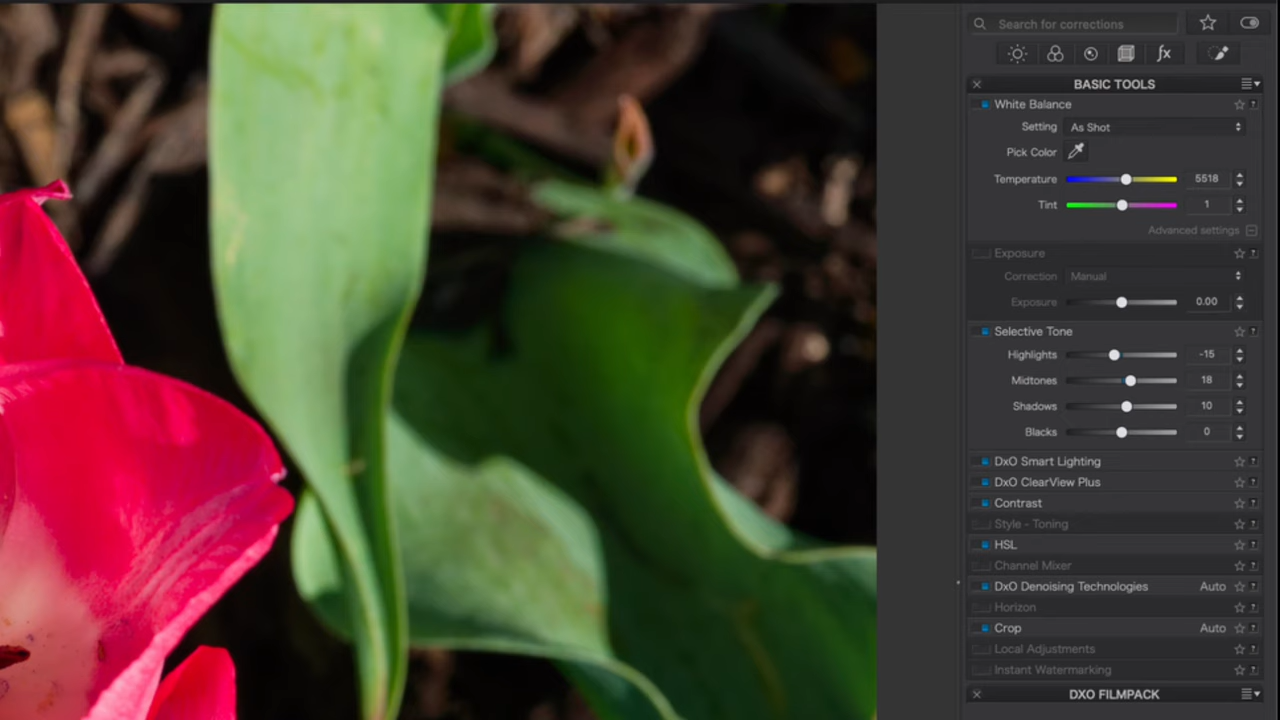 Search for corrections
fx
BASIC TOOLS
White Balance ?
Setting As Shot
Pick Color
Temperature 5518
Tint 1
Advanced settings
Exposure ?
Correction Manual
Exposure 0.00
Selective Tone ?
Highlights -15
Midtones 18
Shadows 10
Blacks 0
DxO Smart Lighting ?
DxO ClearView Plus ?
Contrast ?
Style - Toning ?
HSL ?
Channel Mixer ?
DxO Denoising Technologies Auto ?
Horizon ?
Crop Auto ?
Local Adjustments ?
Instant Watermarking ?
DXO FILMPACK